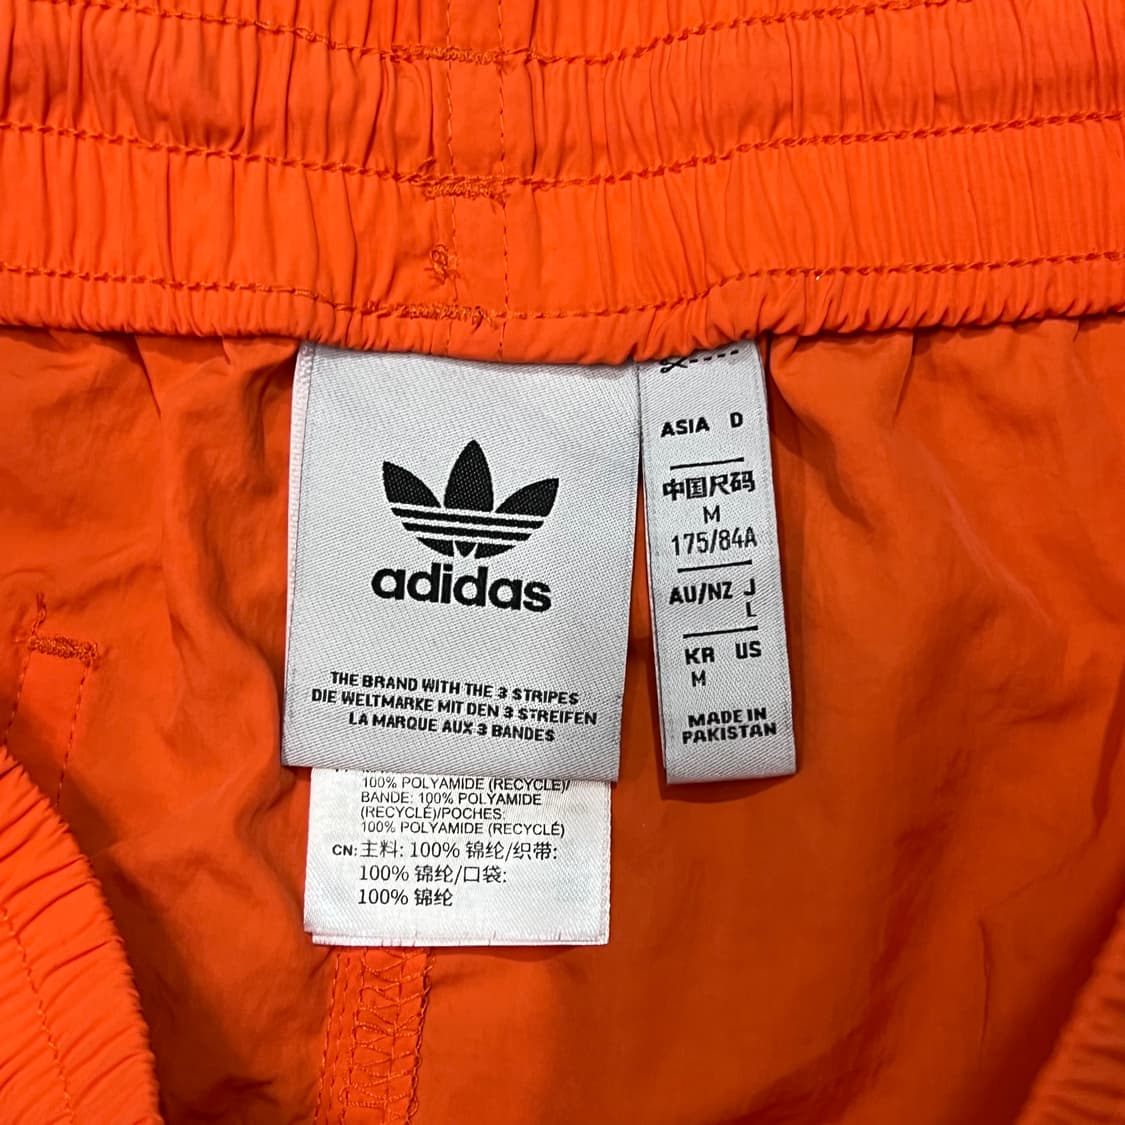 adidas
THE BRAND WITH THE 3 STRIPES
DIE WELTMARKE MIT DEN 3 STREIFEN
LA MARQUE AUX 3 BANDES
100% POLYAMIDE (RECYCLÉ)/
BANDE: 100% POLYAMIDE
(RECYCLÉ)/POCHES:
100% POLYAMIDE (RECYCLÉ)
CN: 主料: 100% 锦纶/织带:
100% 锦纶/口袋:
100% 锦纶
ASIA D
中国尺码
M
175/84A
AU/NZ J
L
KR US
M
MADE IN
PAKISTAN